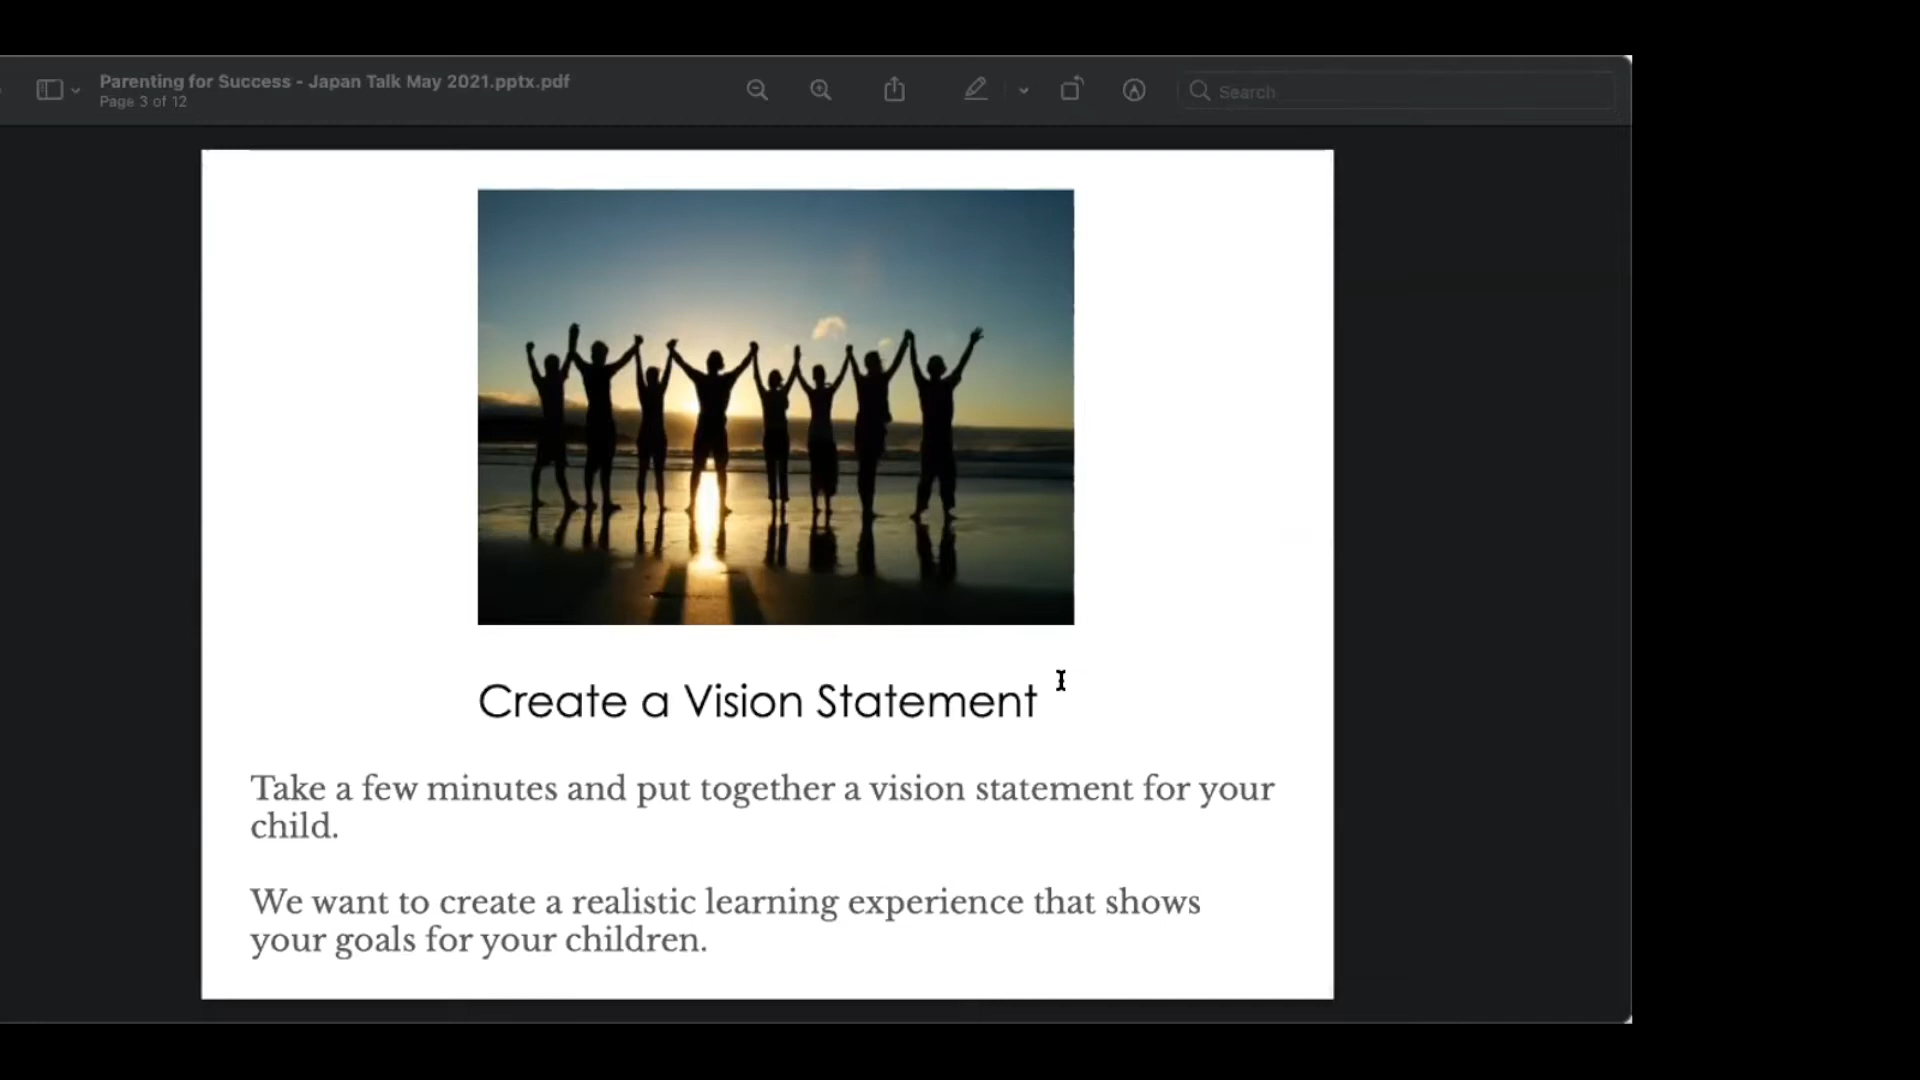 Parenting for Success - Japan Talk May 2021.pptx.pdf
Page 3 of 12
Search
Create a Vision Statement
Take a few minutes and put together a vision statement for your
child.
We want to create a realistic learning experience that shows
your goals for your children.